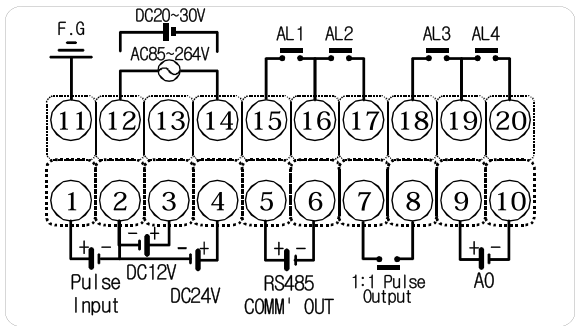 F.G
DC20~30V
AC85~264V
AL1 AL2
AL3 AL4
11 12 13 14 15 16 17 18 19 20
1 2 3 4 5 6 7 8 9 10
+ − − + − + + − + −
DC12V
Pulse
Input
DC24V
RS485
COMM' OUT
1:1 Pulse
Output
AO